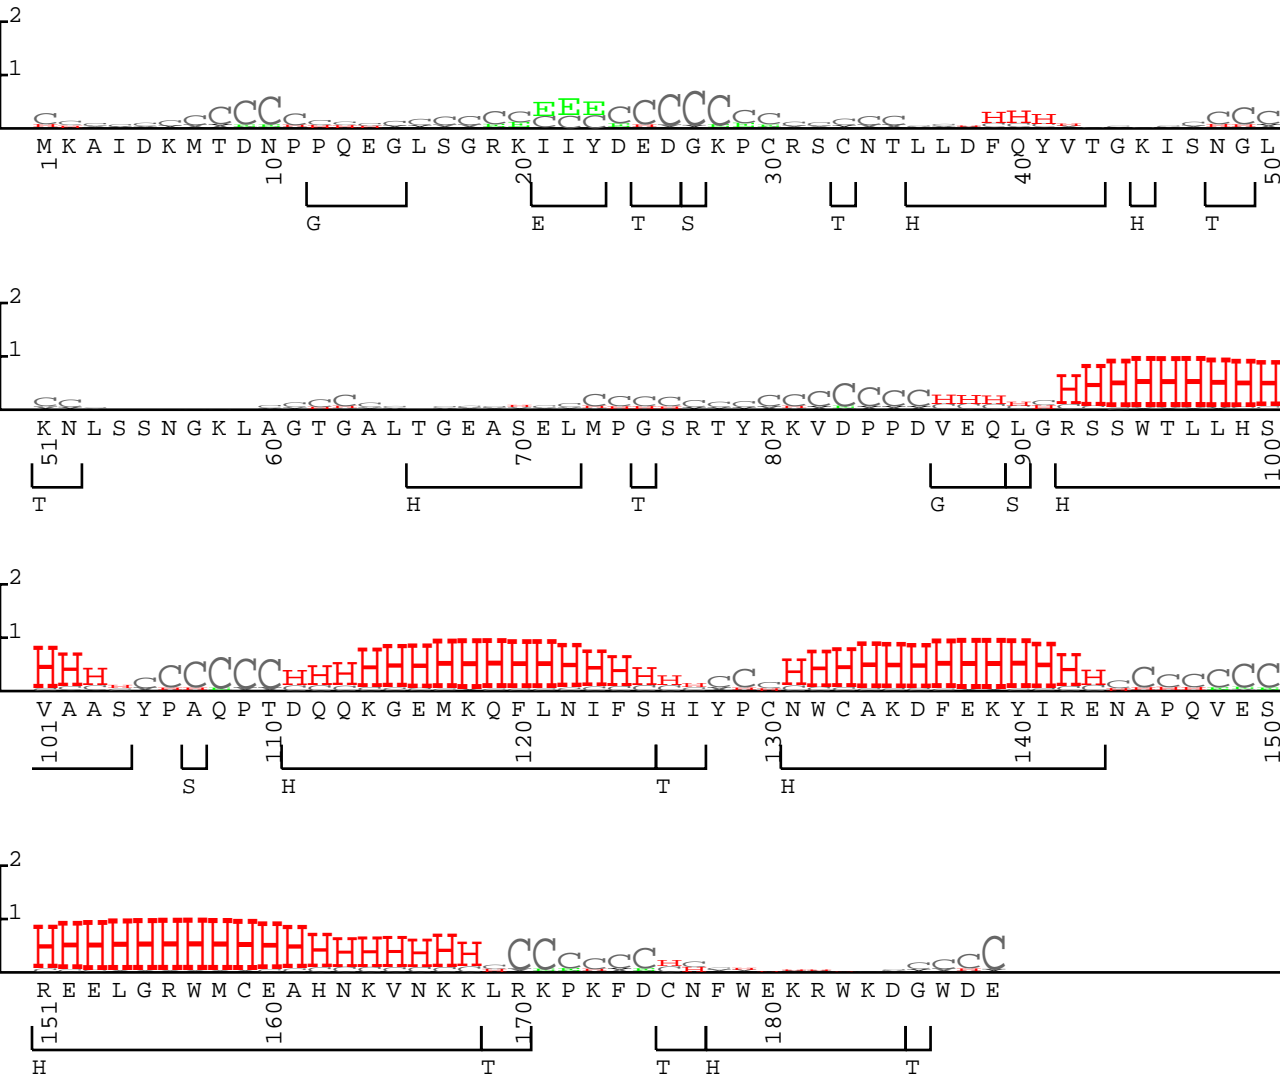 2
1
M K A I D K M T D N P P Q E G L S G R K I I Y D E D G K P C R S C N T L L D F Q Y V T G K I S N G L
1 10 20 30 40 50
G E T S T H H T
2
1
K N L S S N G K L A G T G A L T G E A S E L M P G S R T Y R K V D P P D V E Q L G R S S W T L L H S
51 60 70 80 90 100
T H T G S H
2
1
V A A S Y P A Q P T D Q Q K G E M K Q F L N I F S H I Y P C N W C A K D F E K Y I R E N A P Q V E S
101 110 120 130 140 150
S H T H
2
1
R E E L G R W M C E A H N K V N K K L R K P K F D C N F W E K R W K D G W D E
151 160 170 180
H T T H T